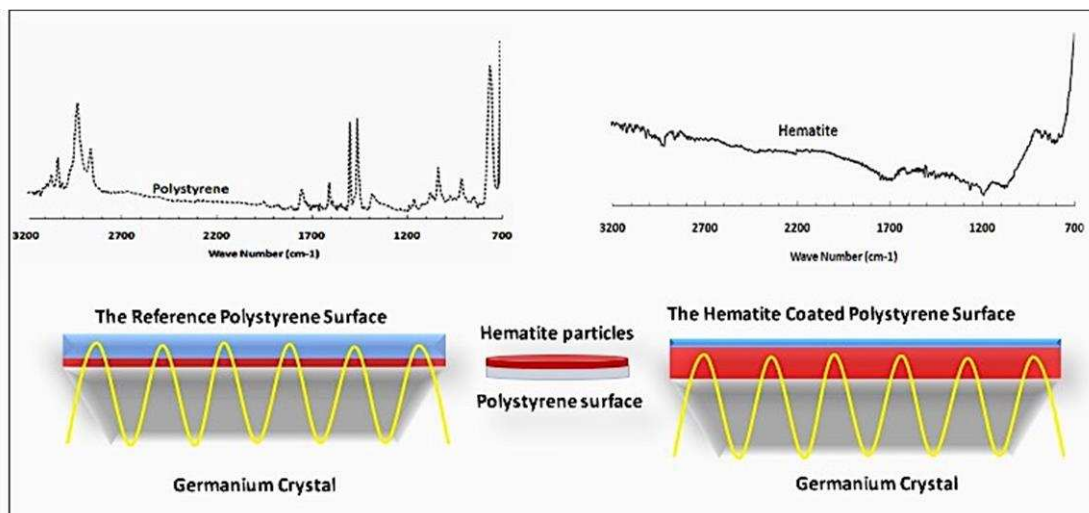 Polystyrene
3200 2700 2200 1700 1200 700
Wave Number (cm-1)
Hematite
3200 2700 2200 1700 1200 700
Wave Number (cm-1)
The Reference Polystyrene Surface
Hematite particles
Polystyrene surface
The Hematite Coated Polystyrene Surface
Germanium Crystal
Germanium Crystal